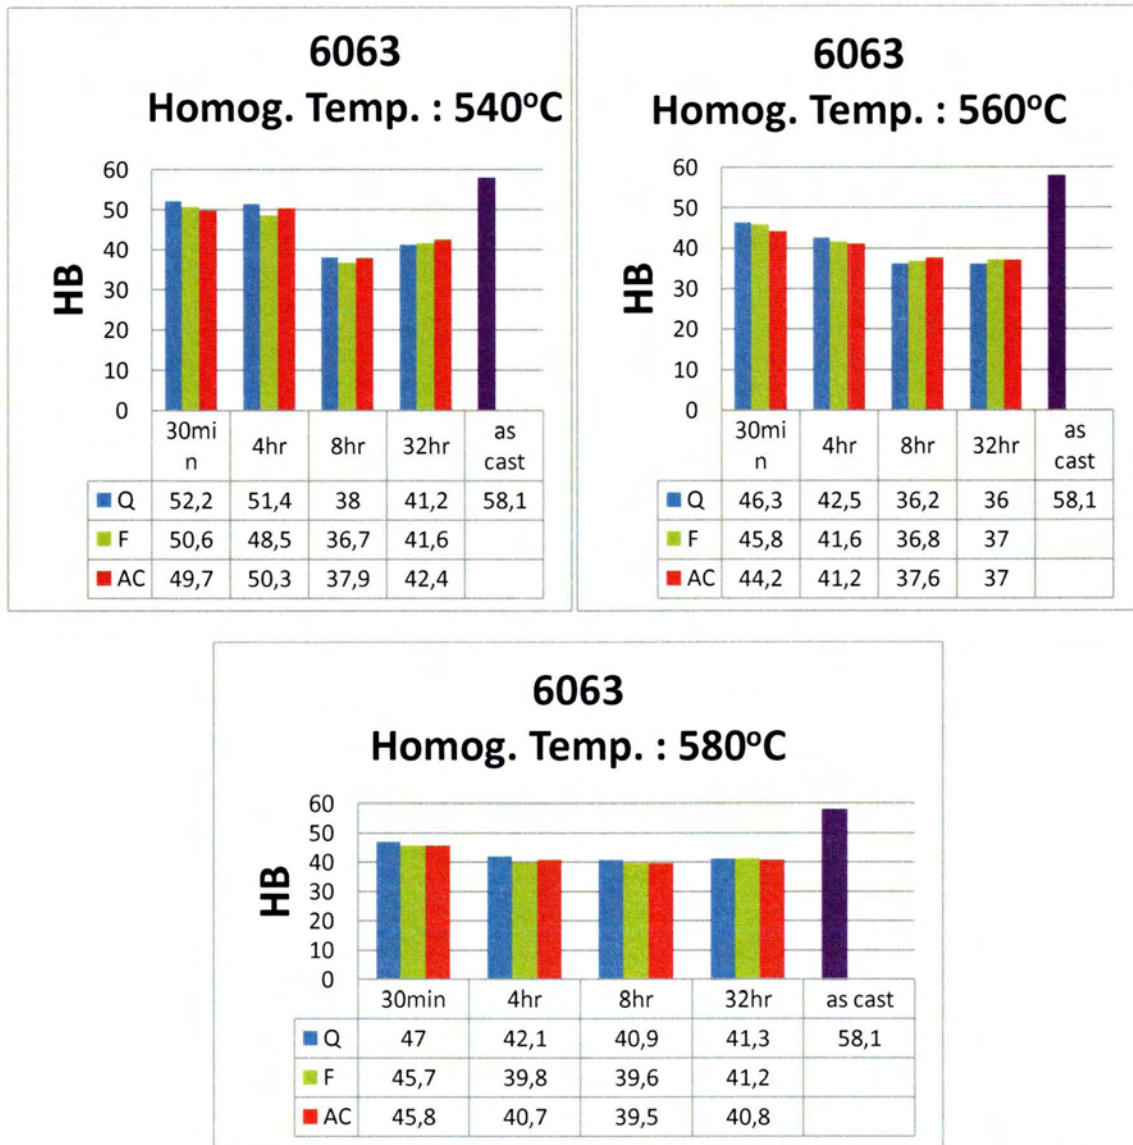 6063
Homog. Temp. : 540°C
HB
60
50
40
30
20
10
0
30mi
n
4hr
8hr
32hr
as
cast
Q 52,2 51,4 38 41,2 58,1
F 50,6 48,5 36,7 41,6
AC 49,7 50,3 37,9 42,4
6063
Homog. Temp. : 560°C
HB
60
50
40
30
20
10
0
30mi
n
4hr
8hr
32hr
as
cast
Q 46,3 42,5 36,2 36 58,1
F 45,8 41,6 36,8 37
AC 44,2 41,2 37,6 37
6063
Homog. Temp. : 580°C
HB
60
50
40
30
20
10
0
30min 4hr 8hr 32hr as cast
Q 47 42,1 40,9 41,3 58,1
F 45,7 39,8 39,6 41,2
AC 45,8 40,7 39,5 40,8